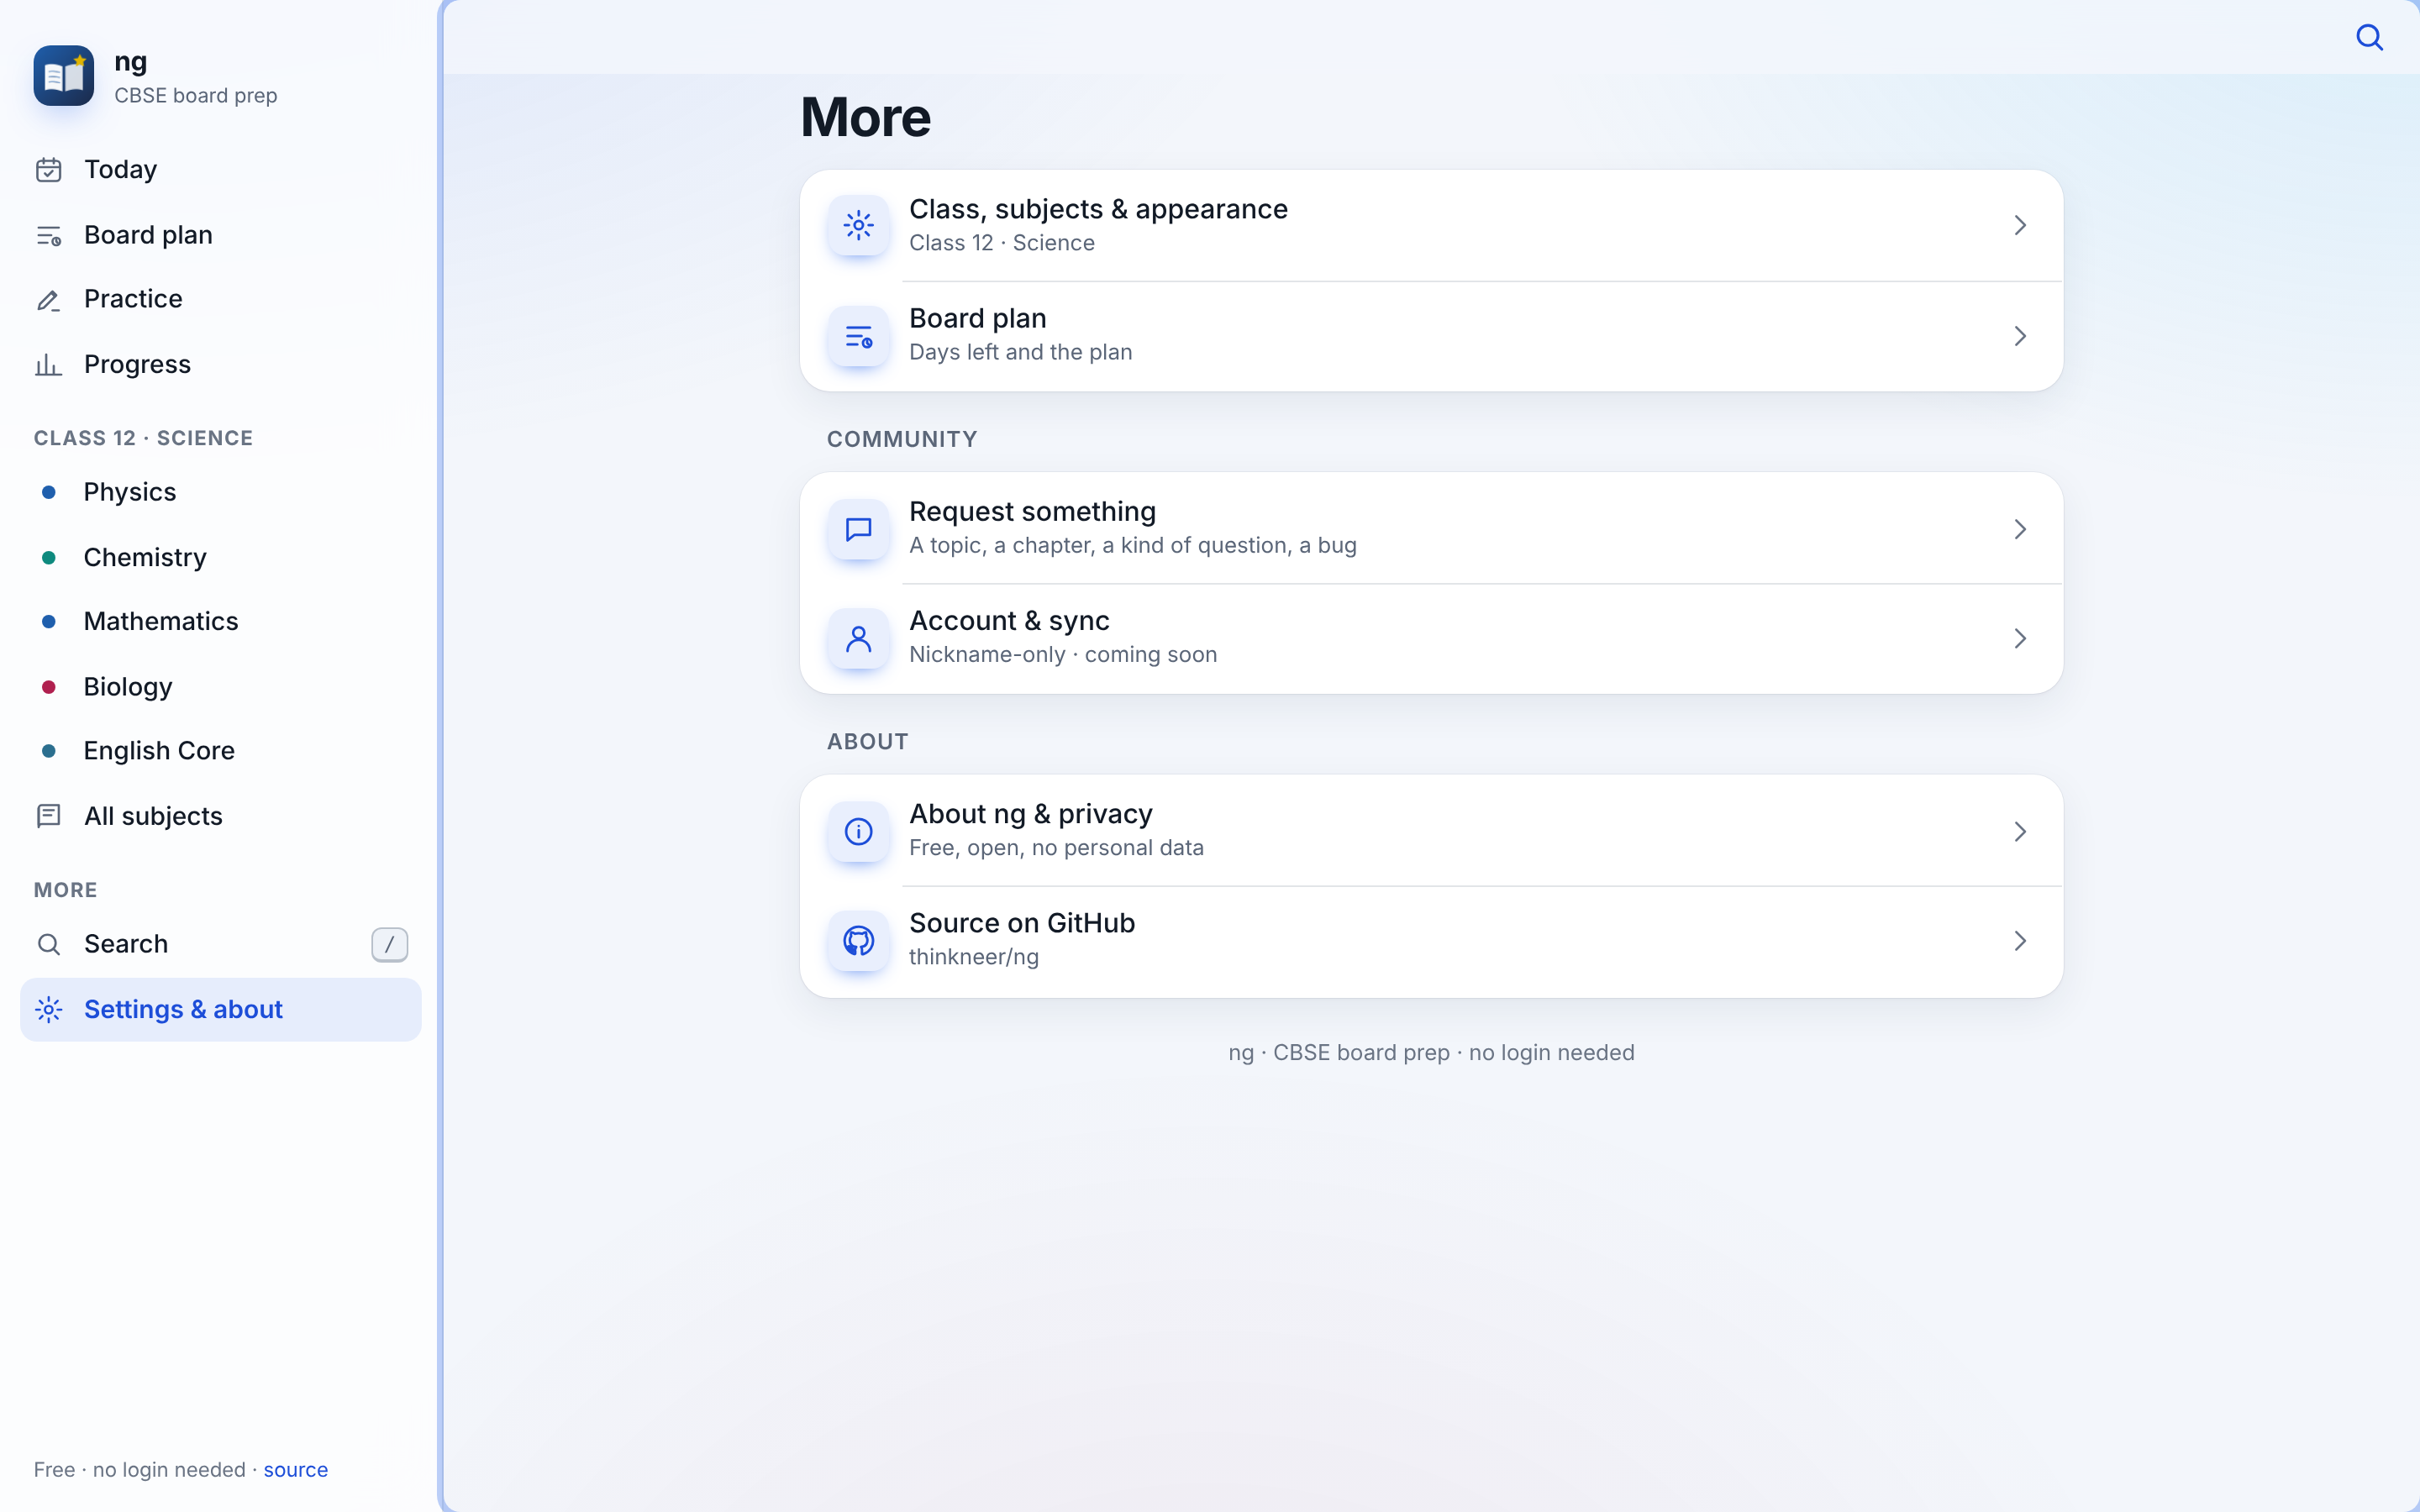 ng
CBSE board prep
Today
Board plan
Practice
Progress
CLASS 12 · SCIENCE
Physics
Chemistry
Mathematics
Biology
English Core
All subjects
MORE
Search /
Settings & about
Free · no login needed · source
More
Class, subjects & appearance
Class 12 · Science
Board plan
Days left and the plan
COMMUNITY
Request something
A topic, a chapter, a kind of question, a bug
Account & sync
Nickname-only · coming soon
ABOUT
About ng & privacy
Free, open, no personal data
Source on GitHub
thinkneer/ng
ng · CBSE board prep · no login needed